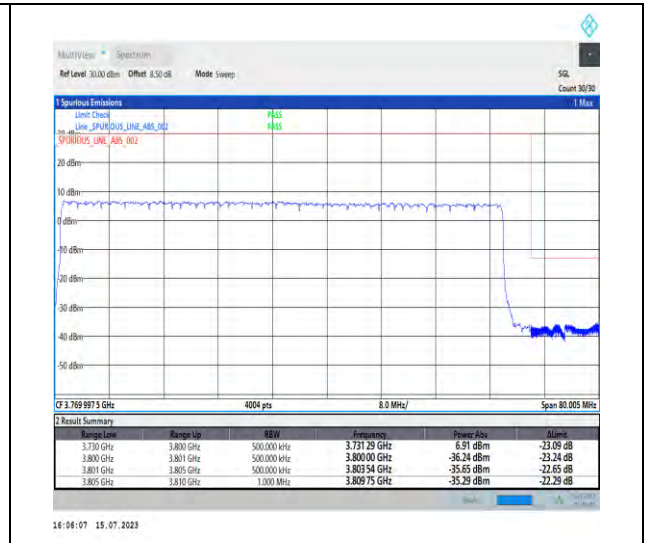 MultiView Spectrum
Ref Level 30.00 dBm Offset 8.50 dB Mode Sweep SGL
Count 30/30
1 Spurious Emissions 1 Max
Limit Check PASS
Line _SPURIOUS_LINE_ABS_002 PASS
SPURIOUS_LINE_ABS_002
20 dBm
10 dBm
0 dBm
-10 dBm
-20 dBm
-30 dBm
-40 dBm
-50 dBm
CF 3.769 997 5 GHz 4004 pts 8.0 MHz/ Span 80.005 MHz
2 Result Summary
Range Low Range Up RBW Frequency Power Abs ΔLimit
3.730 GHz 3.800 GHz 500.000 kHz 3.731 29 GHz 6.91 dBm -23.09 dB
3.800 GHz 3.801 GHz 500.000 kHz 3.800 00 GHz -36.24 dBm -23.24 dB
3.801 GHz 3.805 GHz 500.000 kHz 3.803 54 GHz -35.65 dBm -22.65 dB
3.805 GHz 3.810 GHz 1.000 MHz 3.809 75 GHz -35.29 dBm -22.29 dB
16:06:07 15.07.2023